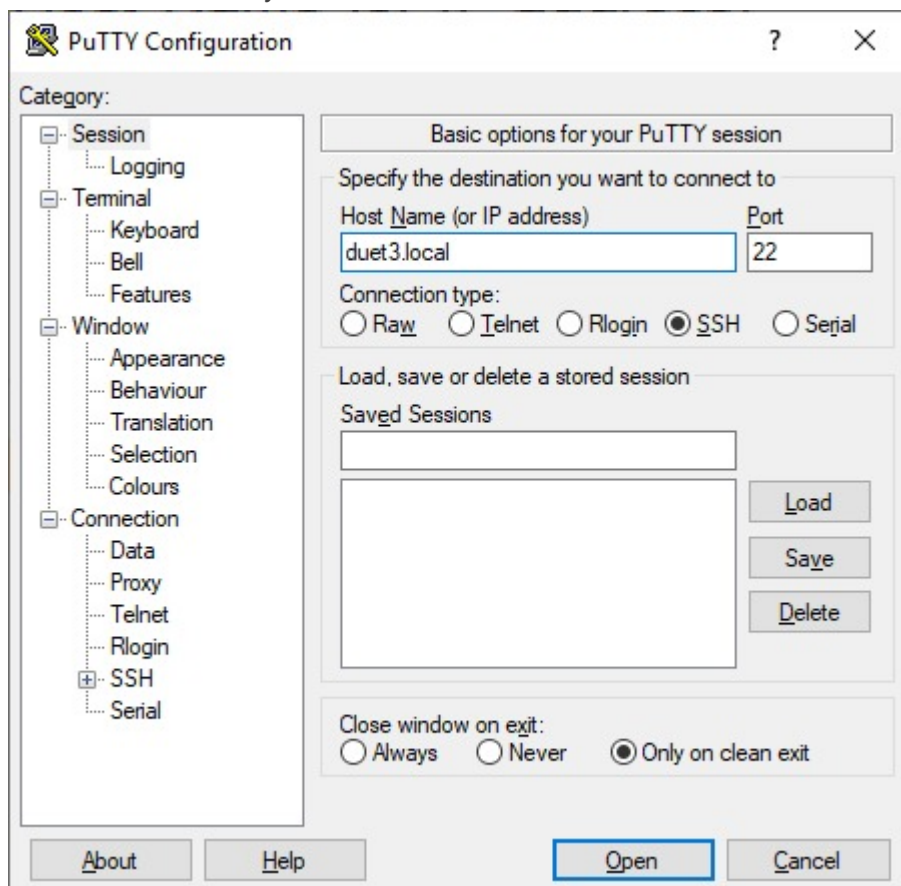 PuTTY Configuration
?
Category:
Session
Logging
Terminal
Keyboard
Bell
Features
Window
Appearance
Behaviour
Translation
Selection
Colours
Connection
Data
Proxy
Telnet
Rlogin
SSH
Serial
Basic options for your PuTTY session
Specify the destination you want to connect to
Host Name (or IP address) Port
duet3.local 22
Connection type:
Raw Telnet Rlogin SSH Serial
Load, save or delete a stored session
Saved Sessions
Load
Save
Delete
Close window on exit:
Always Never Only on clean exit
About Help Open Cancel